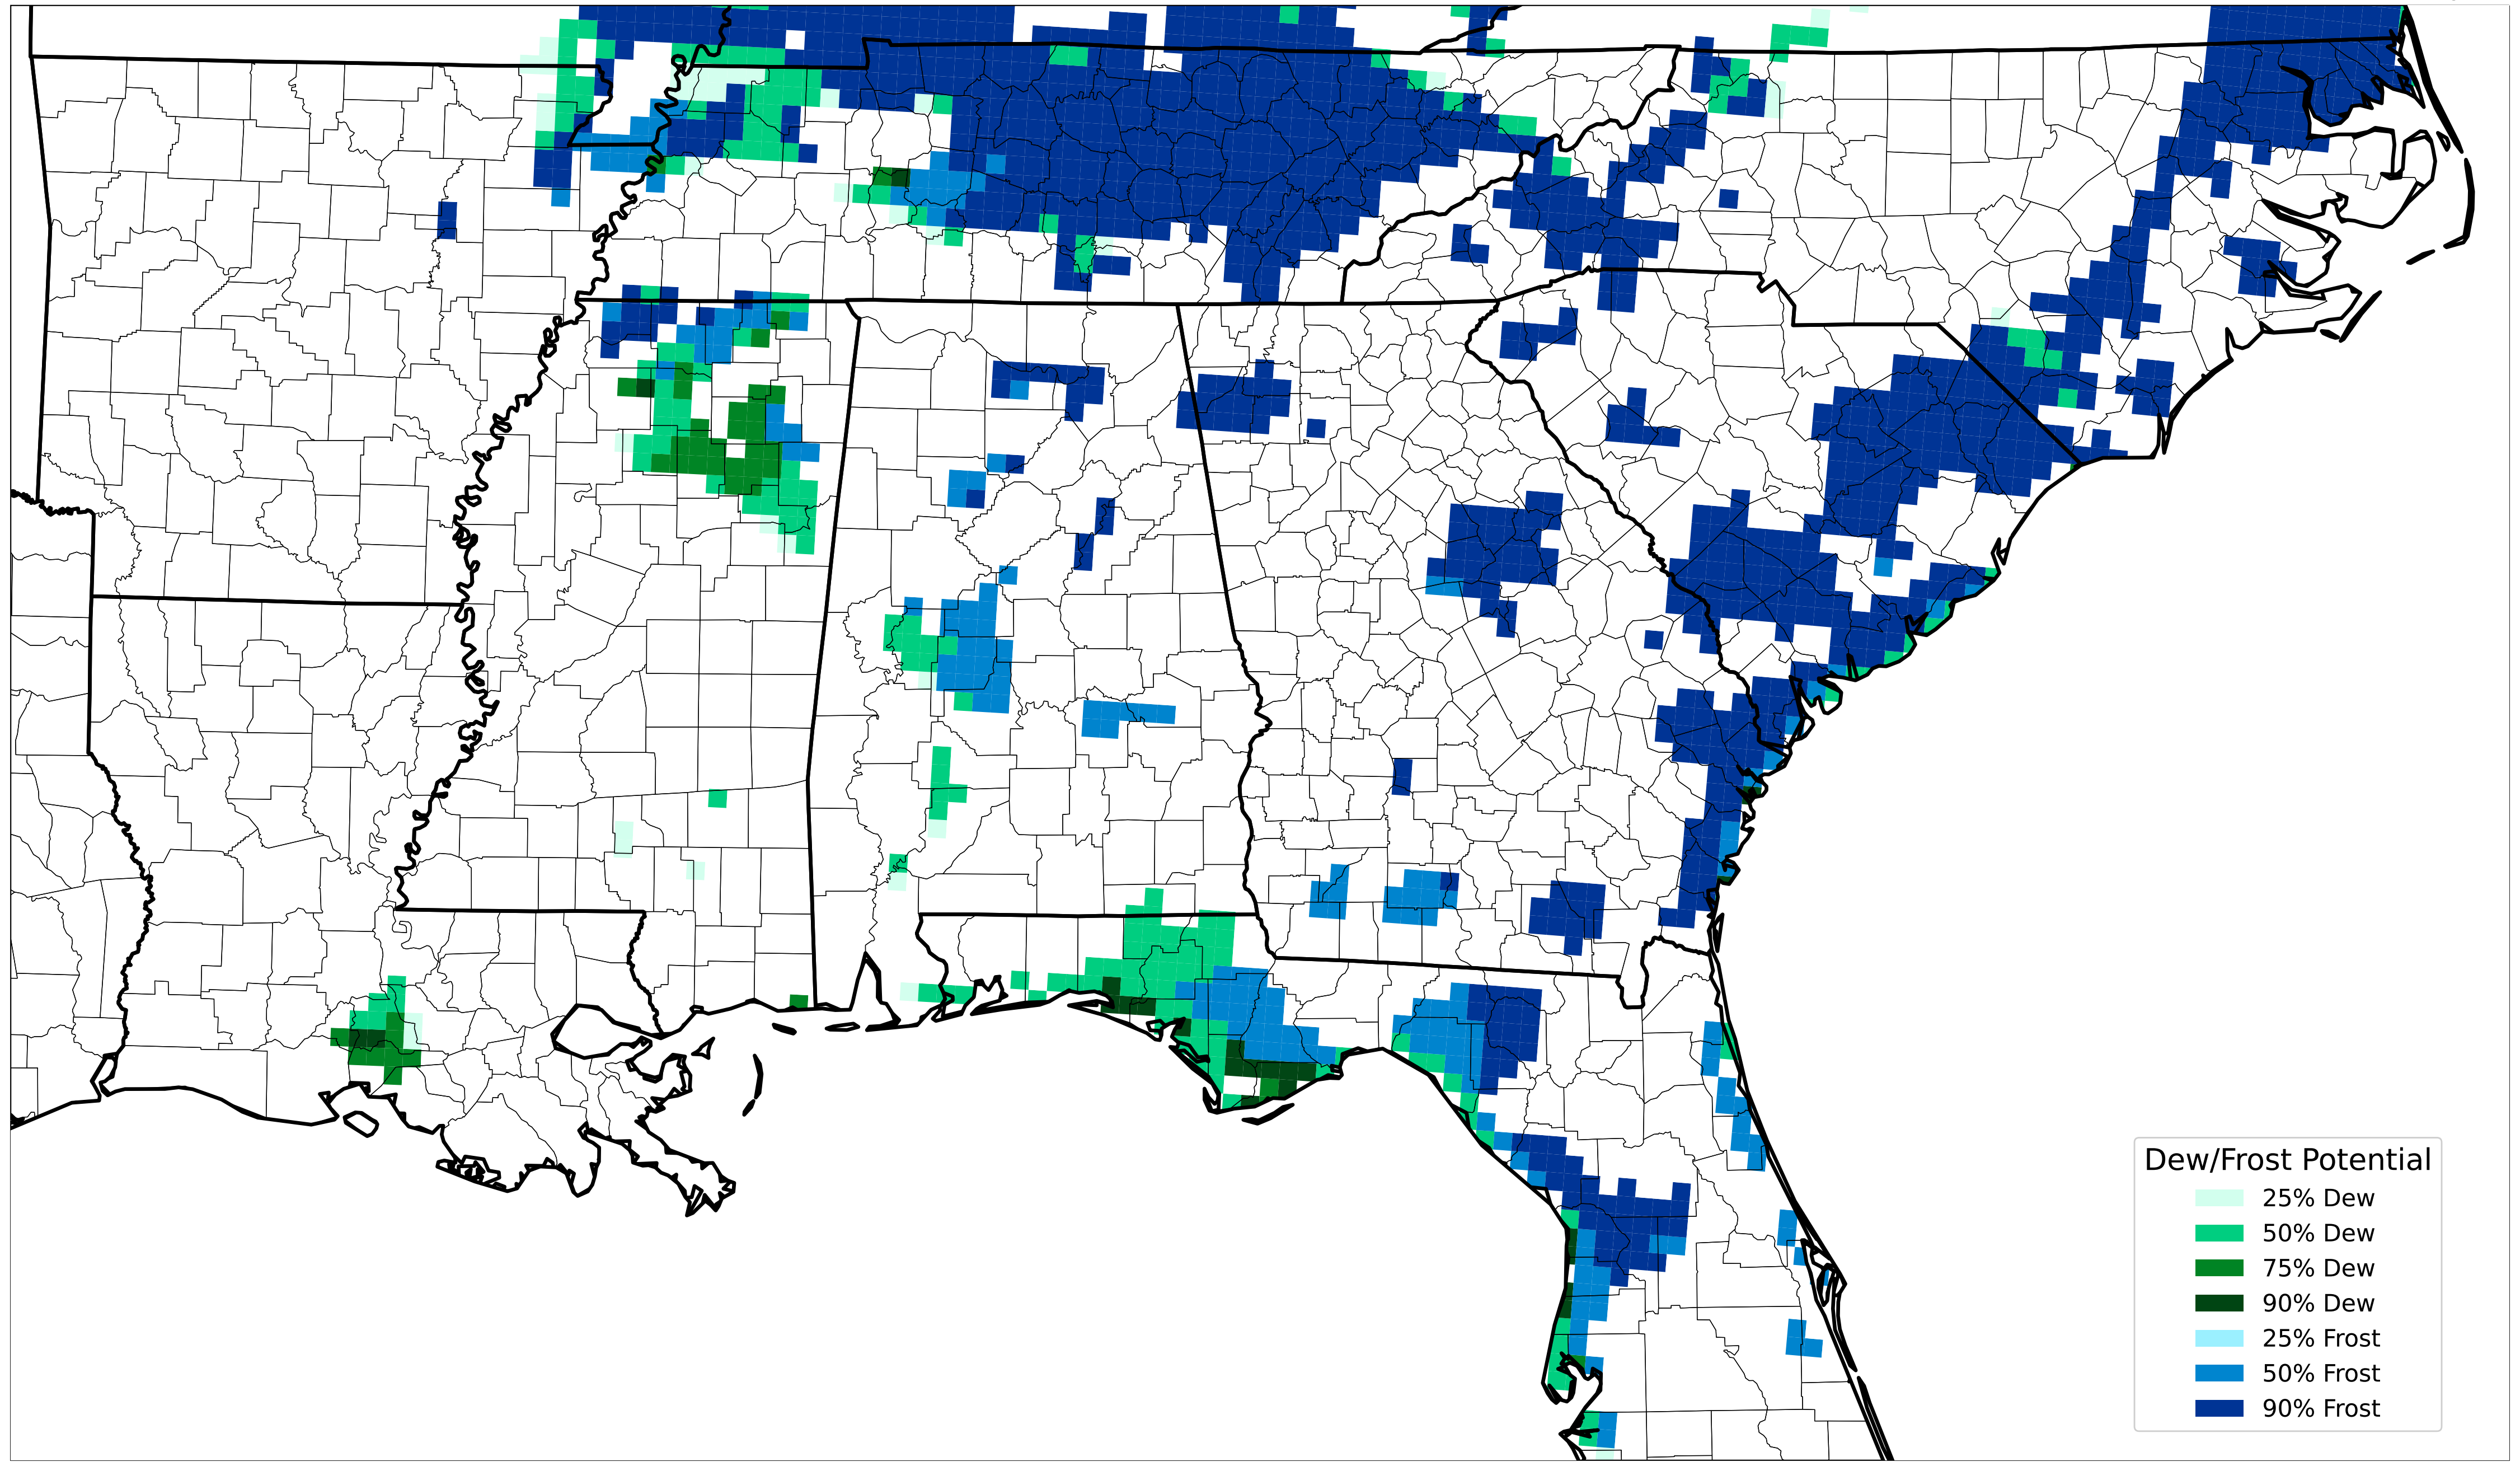 Dew/Frost Potential
25% Dew
50% Dew
75% Dew
90% Dew
25% Frost
50% Frost
90% Frost